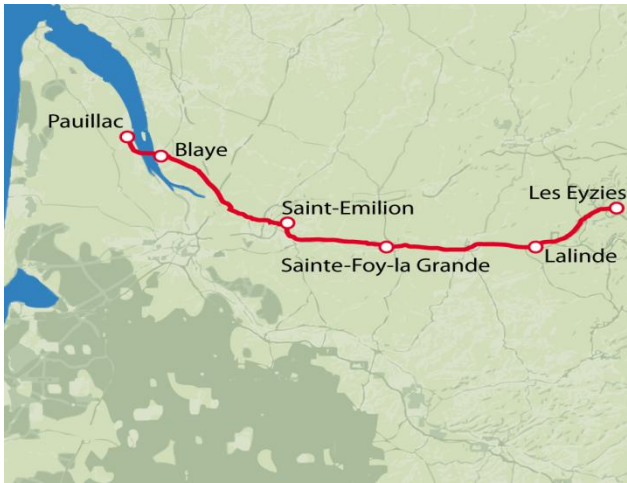 Pauillac
Blaye
Les Eyzies
Saint-Emilion
Sainte-Foy-la Grande
Lalinde